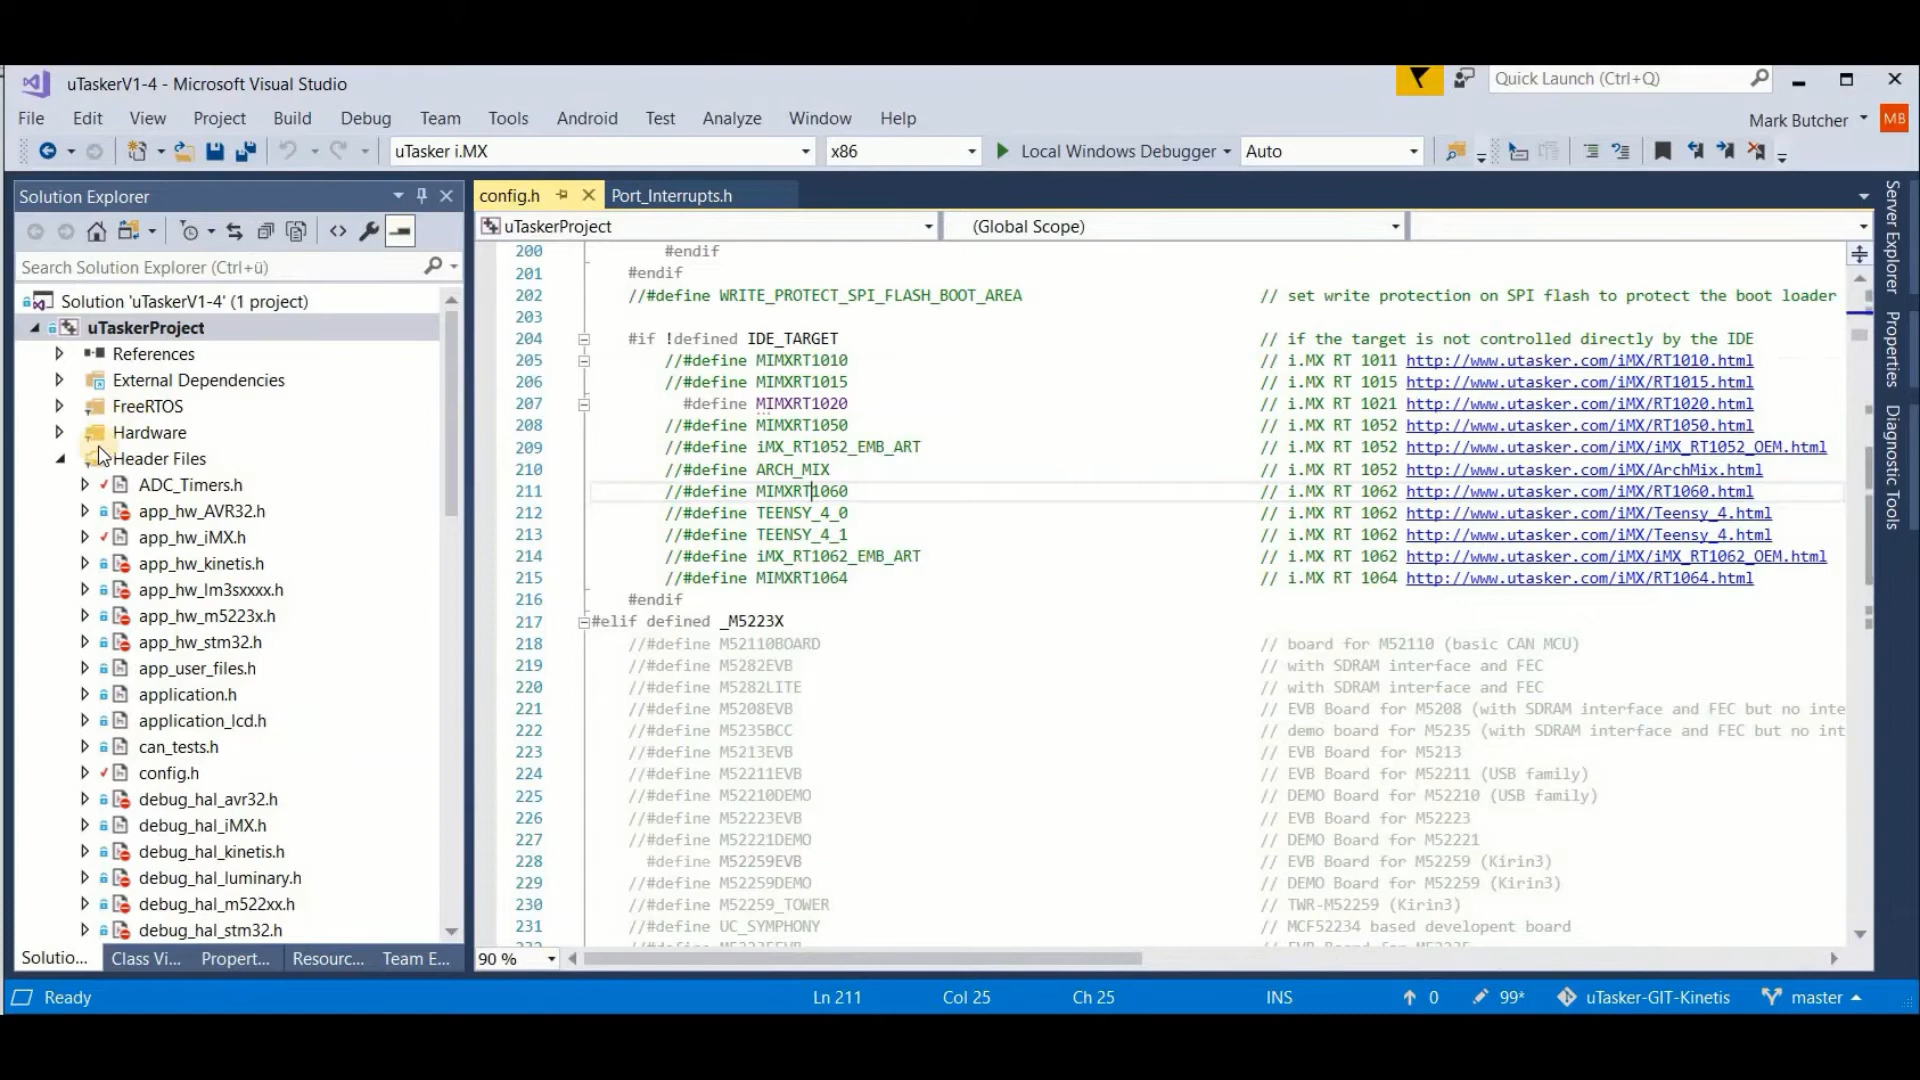 uTaskerV1-4 - Microsoft Visual Studio
Quick Launch (Ctrl+Q)
File Edit View Project Build Debug Team Tools Android Test Analyze Window Help
Mark Butcher MB
uTasker i.MX x86 Local Windows Debugger Auto
Solution Explorer
Search Solution Explorer (Ctrl+ü)
Solution 'uTaskerV1-4' (1 project)
uTaskerProject
References
External Dependencies
FreeRTOS
Hardware
Header Files
ADC_Timers.h
app_hw_AVR32.h
app_hw_iMX.h
app_hw_kinetis.h
app_hw_lm3sxxxx.h
app_hw_m5223x.h
app_hw_stm32.h
app_user_files.h
application.h
application_lcd.h
can_tests.h
config.h
debug_hal_avr32.h
debug_hal_iMX.h
debug_hal_kinetis.h
debug_hal_luminary.h
debug_hal_m522xx.h
debug_hal_stm32.h
Solutio... Class Vi... Propert... Resourc... Team E...
config.h Port_Interrupts.h
uTaskerProject (Global Scope)
200 #endif
201 #endif
202 //#define WRITE_PROTECT_SPI_FLASH_BOOT_AREA // set write protection on SPI flash to protect the boot loader
203
204 #if !defined IDE_TARGET // if the target is not controlled directly by the IDE
205 //#define MIMXRT1010 // i.MX RT 1011 http://www.utasker.com/iMX/RT1010.html
206 //#define MIMXRT1015 // i.MX RT 1015 http://www.utasker.com/iMX/RT1015.html
207 #define MIMXRT1020 // i.MX RT 1021 http://www.utasker.com/iMX/RT1020.html
208 //#define MIMXRT1050 // i.MX RT 1052 http://www.utasker.com/iMX/RT1050.html
209 //#define iMX_RT1052_EMB_ART // i.MX RT 1052 http://www.utasker.com/iMX/iMX_RT1052_OEM.html
210 //#define ARCH_MIX // i.MX RT 1052 http://www.utasker.com/iMX/ArchMix.html
211 //#define MIMXRT1060 // i.MX RT 1062 http://www.utasker.com/iMX/RT1060.html
212 //#define TEENSY_4_0 // i.MX RT 1062 http://www.utasker.com/iMX/Teensy_4.html
213 //#define TEENSY_4_1 // i.MX RT 1062 http://www.utasker.com/iMX/Teensy_4.html
214 //#define iMX_RT1062_EMB_ART // i.MX RT 1062 http://www.utasker.com/iMX/iMX_RT1062_OEM.html
215 //#define MIMXRT1064 // i.MX RT 1064 http://www.utasker.com/iMX/RT1064.html
216 #endif
217 #elif defined _M5223X
218 //#define M52110BOARD // board for M52110 (basic CAN MCU)
219 //#define M5282EVB // with SDRAM interface and FEC
220 //#define M5282LITE // with SDRAM interface and FEC
221 //#define M5208EVB // EVB Board for M5208 (with SDRAM interface and FEC but no inte
222 //#define M5235BCC // demo board for M5235 (with SDRAM interface and FEC but no int
223 //#define M5213EVB // EVB Board for M5213
224 //#define M52211EVB // EVB Board for M52211 (USB family)
225 //#define M52210DEMO // DEMO Board for M52210 (USB family)
226 //#define M52223EVB // EVB Board for M52223
227 //#define M52221DEMO // DEMO Board for M52221
228 #define M52259EVB // EVB Board for M52259 (Kirin3)
229 //#define M52259DEMO // DEMO Board for M52259 (Kirin3)
230 //#define M52259_TOWER // TWR-M52259 (Kirin3)
231 //#define UC_SYMPHONY // MCF52234 based developent board
90 %
Server Explorer
Properties
Diagnostic Tools
Ready Ln 211 Col 25 Ch 25 INS 0 99* uTasker-GIT-Kinetis master